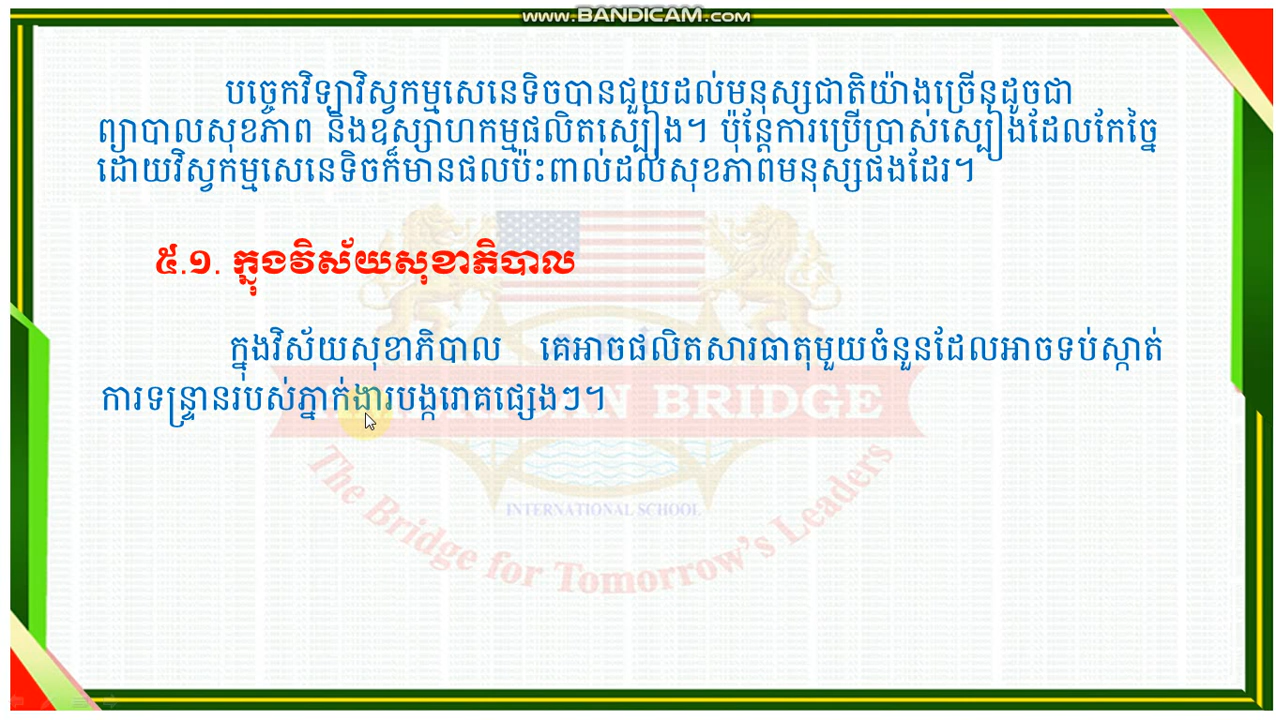 www.BANDICAM.com
បច្ចេកវិទ្យាវិស្វកម្មសេនេទិចបានជួយដល់មនុស្សជាតិយ៉ាងច្រើនដូចជា
ព្យាបាលសុខភាព និងឧស្សាហកម្មផលិតស្បៀង។ ប៉ុន្តែការប្រើប្រាស់ស្បៀងដែលកែច្នៃ
ដោយវិស្វកម្មសេនេទិចក៏មានផលប៉ះពាល់ដល់សុខភាពមនុស្សផងដែរ។
៥.១. ក្នុងវិស័យសុខាភិបាល
ក្នុងវិស័យសុខាភិបាល គេអាចផលិតសារធាតុមួយចំនួនដែលអាចទប់ស្កាត់
ការទន្ទ្រានរបស់ភ្នាក់ងារបង្ករោគផ្សេងៗ។
BRIDGE
INTERNATIONAL SCHOOL
The Bridge for Tomorrow's Leaders